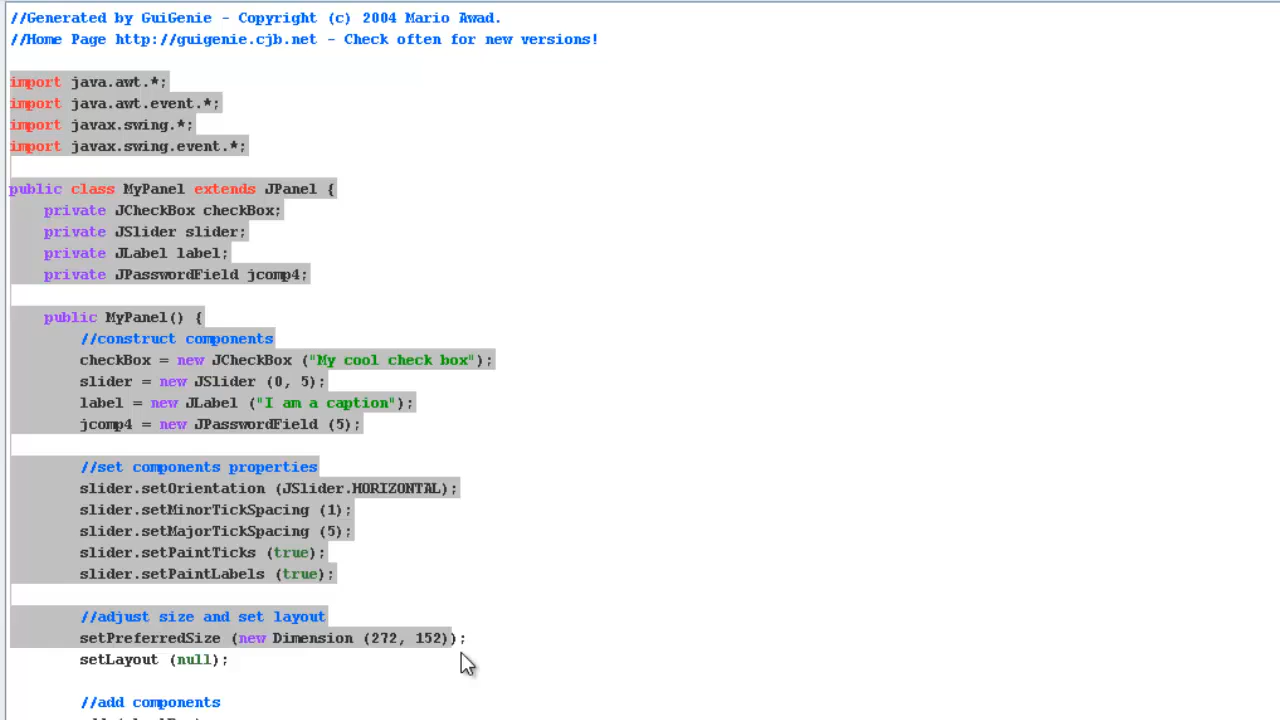 //Generated by GuiGenie - Copyright (c) 2004 Mario Awad.
//Home Page http://guigenie.cjb.net - Check often for new versions!
import java.awt.*;
import java.awt.event.*;
import javax.swing.*;
import javax.swing.event.*;
public class MyPanel extends JPanel {
private JCheckBox checkBox;
private JSlider slider;
private JLabel label;
private JPasswordField jcomp4;
public MyPanel() {
//construct components
checkBox = new JCheckBox ("My cool check box");
slider = new JSlider (0, 5);
label = new JLabel ("I am a caption");
jcomp4 = new JPasswordField (5);
//set components properties
slider.setOrientation (JSlider.HORIZONTAL);
slider.setMinorTickSpacing (1);
slider.setMajorTickSpacing (5);
slider.setPaintTicks (true);
slider.setPaintLabels (true);
//adjust size and set layout
setPreferredSize (new Dimension (272, 152));
setLayout (null);
//add components